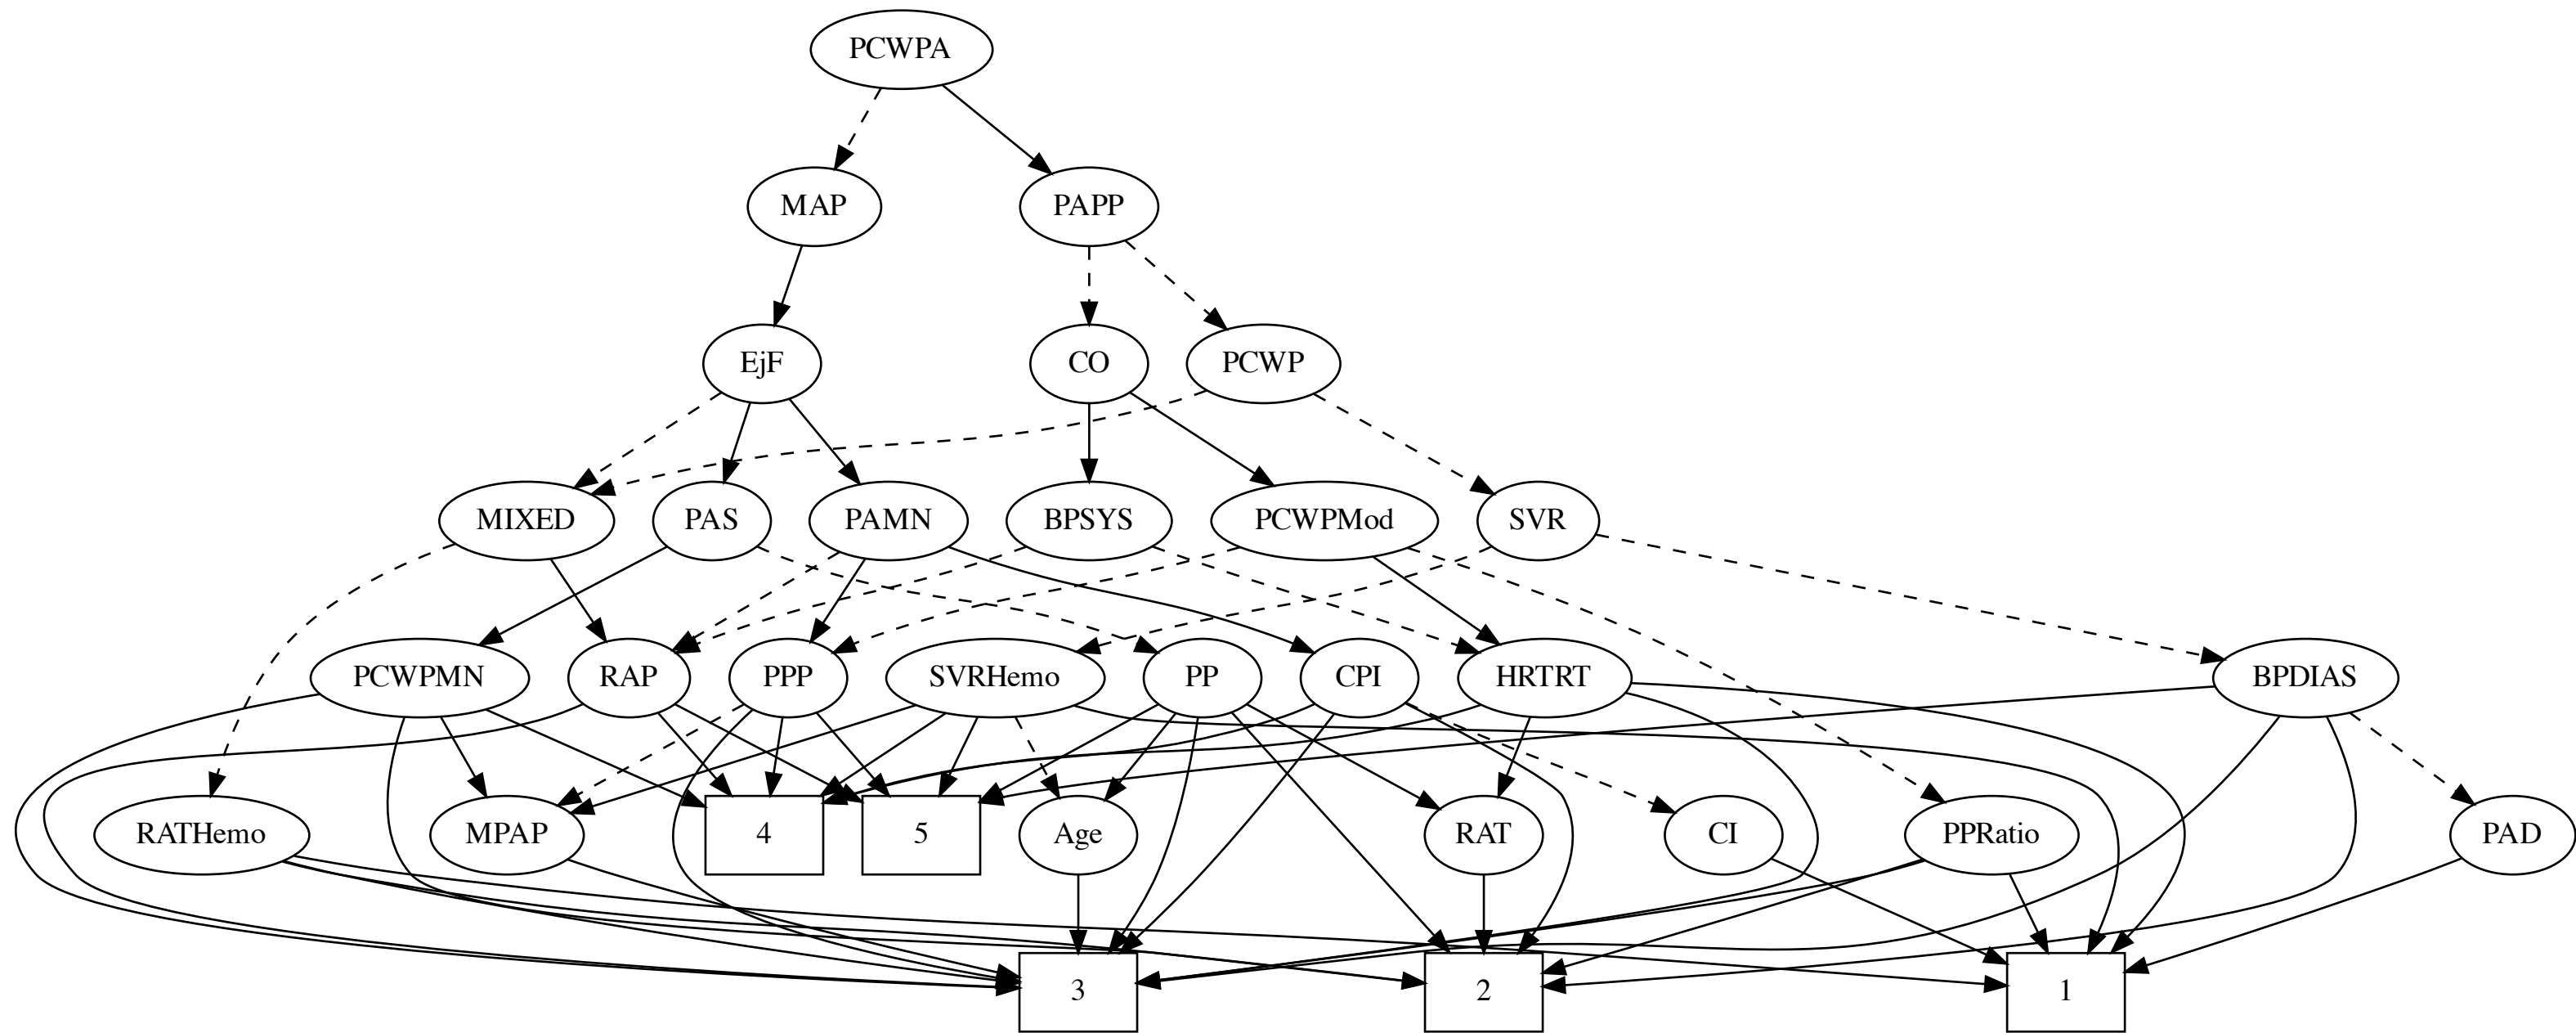 PCWPA
MAP
PAPP
EjF
CO
PCWP
MIXED
PAS
PAMN
BPSYS
PCWPMod
SVR
PCWPMN
RAP
PPP
SVRHemo
PP
CPI
HRTRT
BPDIAS
RATHemo
MPAP
4
5
Age
RAT
CI
PPRatio
PAD
3
2
1